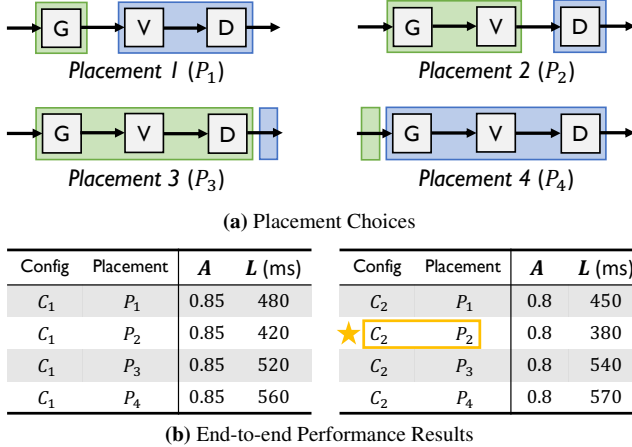 G V D
G V D
Placement 1 (P₁)
Placement 2 (P₂)
G V D
G V D
Placement 3 (P₃)
Placement 4 (P₄)
(a) Placement Choices
Config Placement A L (ms)
C₁ P₁ 0.85 480
C₁ P₂ 0.85 420
C₁ P₃ 0.85 520
C₁ P₄ 0.85 560
Config Placement A L (ms)
C₂ P₁ 0.8 450
C₂ P₂ 0.8 380
C₂ P₃ 0.8 540
C₂ P₄ 0.8 570
(b) End-to-end Performance Results